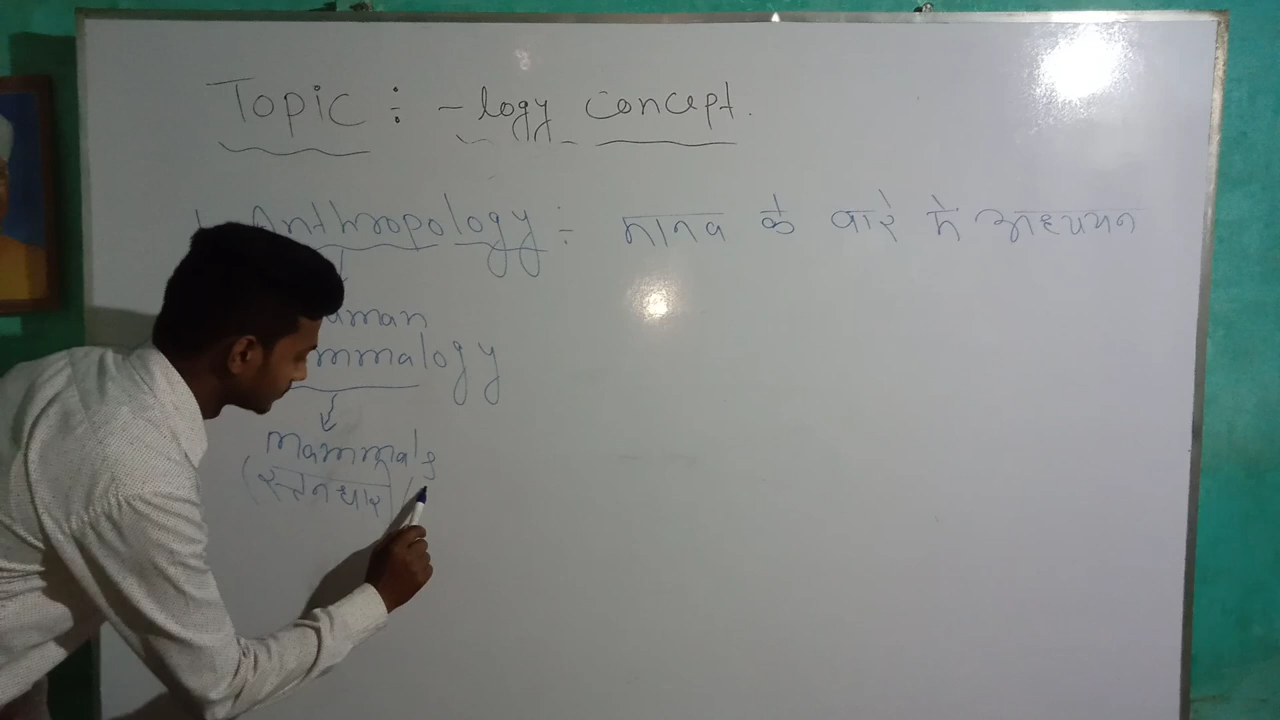 Topic : - logy concept.
Anthropology :- मानव के बारे में अध्ययन
mammals
(स्तनधारी